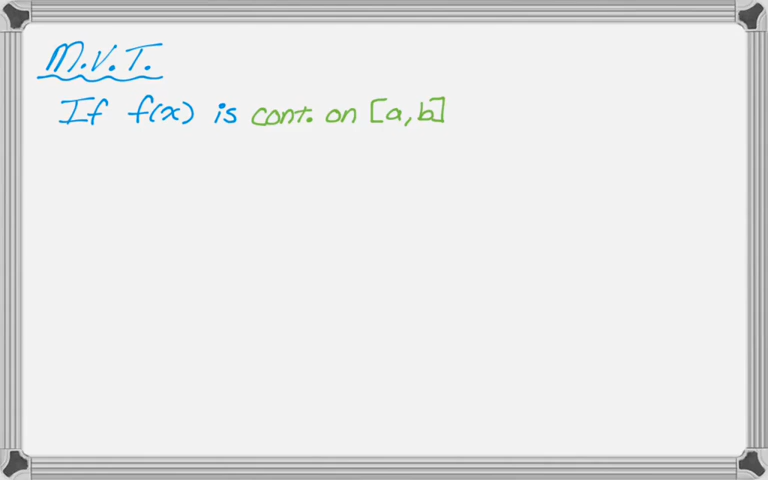 M.V.T.
If f(x) is cont. on [a,b]